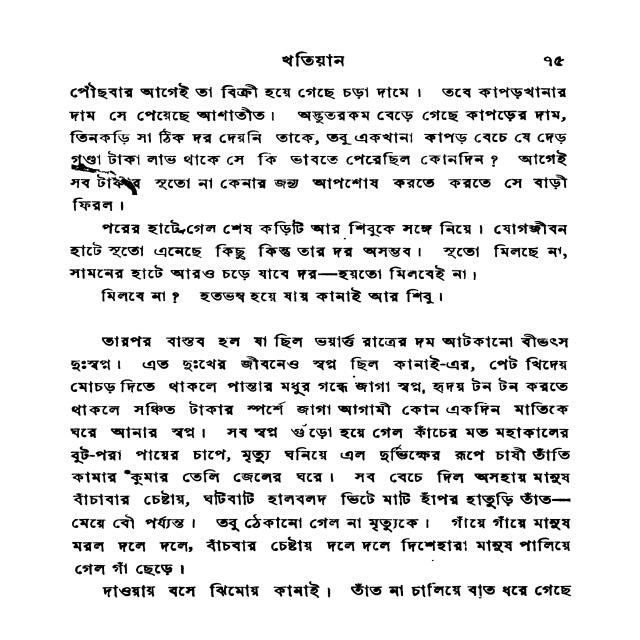 খতিয়ান ৭৫
পৌঁছবার আগেই তা বিক্রী হয়ে গেছে চড়া দামে। তবে কাপড়খানার
দাম সে পেয়েছে আশাতীত। অদ্ভুতরকম বেড়ে গেছে কাপড়ের দাম,
তিনকড়ি সা ঠিক দর দেয়নি তাকে, তবু একখানা কাপড় বেচে যে দেড়
গণ্ডা টাকা লাভ থাকে সে কি ভাবতে পেরেছিল কোনদিন? আগেই
সব টাকার সুতো না কেনার জন্য আপশোষ করতে করতে সে বাড়ী
ফিরল।
পরের হাটে গেল শেষ কড়িটি আর শিবুকে সঙ্গে নিয়ে। যোগজীবন
হাটে সুতো এনেছে কিছু কিন্তু তার দর অসম্ভব। সুতো মিলছে না,
সামনের হাটে আরও চড়ে যাবে দর—হয়তো মিলবেই না।
মিলবে না? হতভম্ব হয়ে যায় কানাই আর শিবু।
তারপর বাস্তব হল যা ছিল ভয়ার্ত্ত রাত্রের দম আটকানো বীভৎস
দুঃস্বপ্ন। এত দুঃখের জীবনেও স্বপ্ন ছিল কানাই-এর, পেট খিদেয়
মোচড় দিতে থাকলে পান্তার মধুর গন্ধে জাগা স্বপ্ন, হৃদয় টন টন করতে
থাকলে সঞ্চিত টাকার স্পর্শে জাগা আগামী কোন একদিন মাতিকে
ঘরে আনার স্বপ্ন। সব স্বপ্ন গুঁড়ো হয়ে গেল কাঁচের মত মহাকালের
বুট-পরা পায়ের চাপে, মৃত্যু ঘনিয়ে এল দুর্ভিক্ষের রূপে চাষী তাঁতি
কামার কুমার তেলি জেলের ঘরে। সব বেচে দিল অসহায় মানুষ
বাঁচাবার চেষ্টায়, ঘটিবাটি হালবলদ ভিটে মাটি হাঁপর হাতুড়ি তাঁত—
মেয়ে বৌ পর্য্যন্ত। তবু ঠেকানো গেল না মৃত্যুকে। গাঁয়ে গাঁয়ে মানুষ
মরল দলে দলে, বাঁচবার চেষ্টায় দলে দলে দিশেহারা মানুষ পালিয়ে
গেল গাঁ ছেড়ে।
দাওয়ায় বসে ঝিমোয় কানাই। তাঁত না চালিয়ে বাত ধরে গেছে